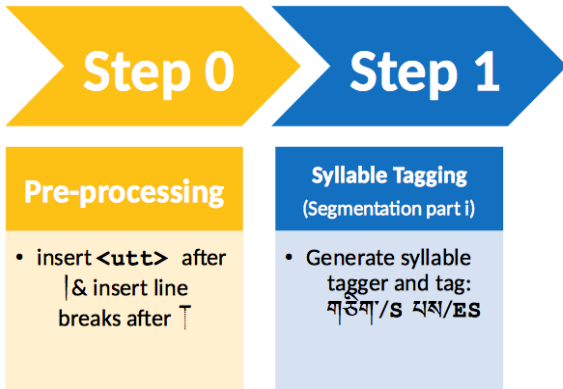 Step 0
Step 1
Pre-processing
• insert <utt> after
།& insert line
breaks after
Syllable Tagging
(Segmentation part i)
• Generate syllable
tagger and tag:
གཅིག་/S པས/ES